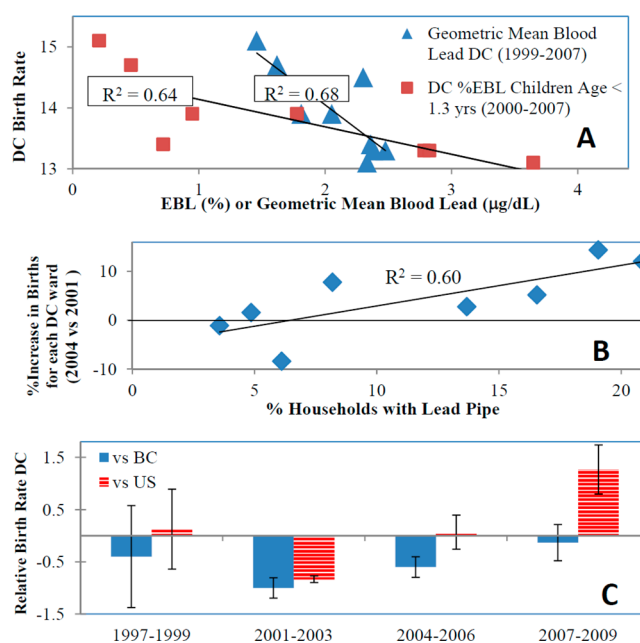 DC Birth Rate
15
14
13
R² = 0.64
R² = 0.68
Geometric Mean Blood
Lead DC (1999-2007)
DC %EBL Children Age <
1.3 yrs (2000-2007)
A
0
1
2
3
4
EBL (%) or Geometric Mean Blood Lead (µg/dL)
%Increase in Births
for each DC ward
(2004 vs 2001 )
10
0
-10
R² = 0.60
B
0
5
10
15
20
% Households with Lead Pipe
Relative Birth Rate DC
1.5
0.5
-0.5
-1.5
vs BC
vs US
C
1997-1999
2001-2003
2004-2006
2007-2009